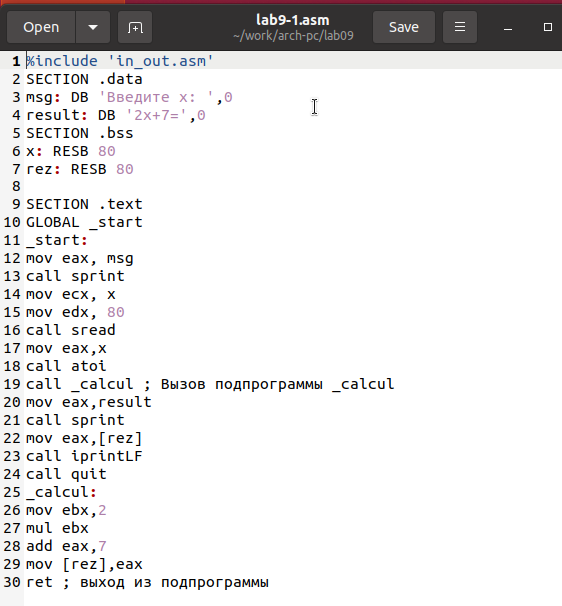 Open
lab9-1.asm
~/work/arch-pc/lab09
Save
1 %include 'in_out.asm'
2 SECTION .data
3 msg: DB 'Введите x: ',0
4 result: DB '2x+7=',0
5 SECTION .bss
6 x: RESB 80
7 rez: RESB 80
8
9 SECTION .text
10 GLOBAL _start
11 _start:
12 mov eax, msg
13 call sprint
14 mov ecx, x
15 mov edx, 80
16 call sread
17 mov eax,x
18 call atoi
19 call _calcul ; Вызов подпрограммы _calcul
20 mov eax,result
21 call sprint
22 mov eax,[rez]
23 call iprintLF
24 call quit
25 _calcul:
26 mov ebx,2
27 mul ebx
28 add eax,7
29 mov [rez],eax
30 ret ; выход из подпрограммы